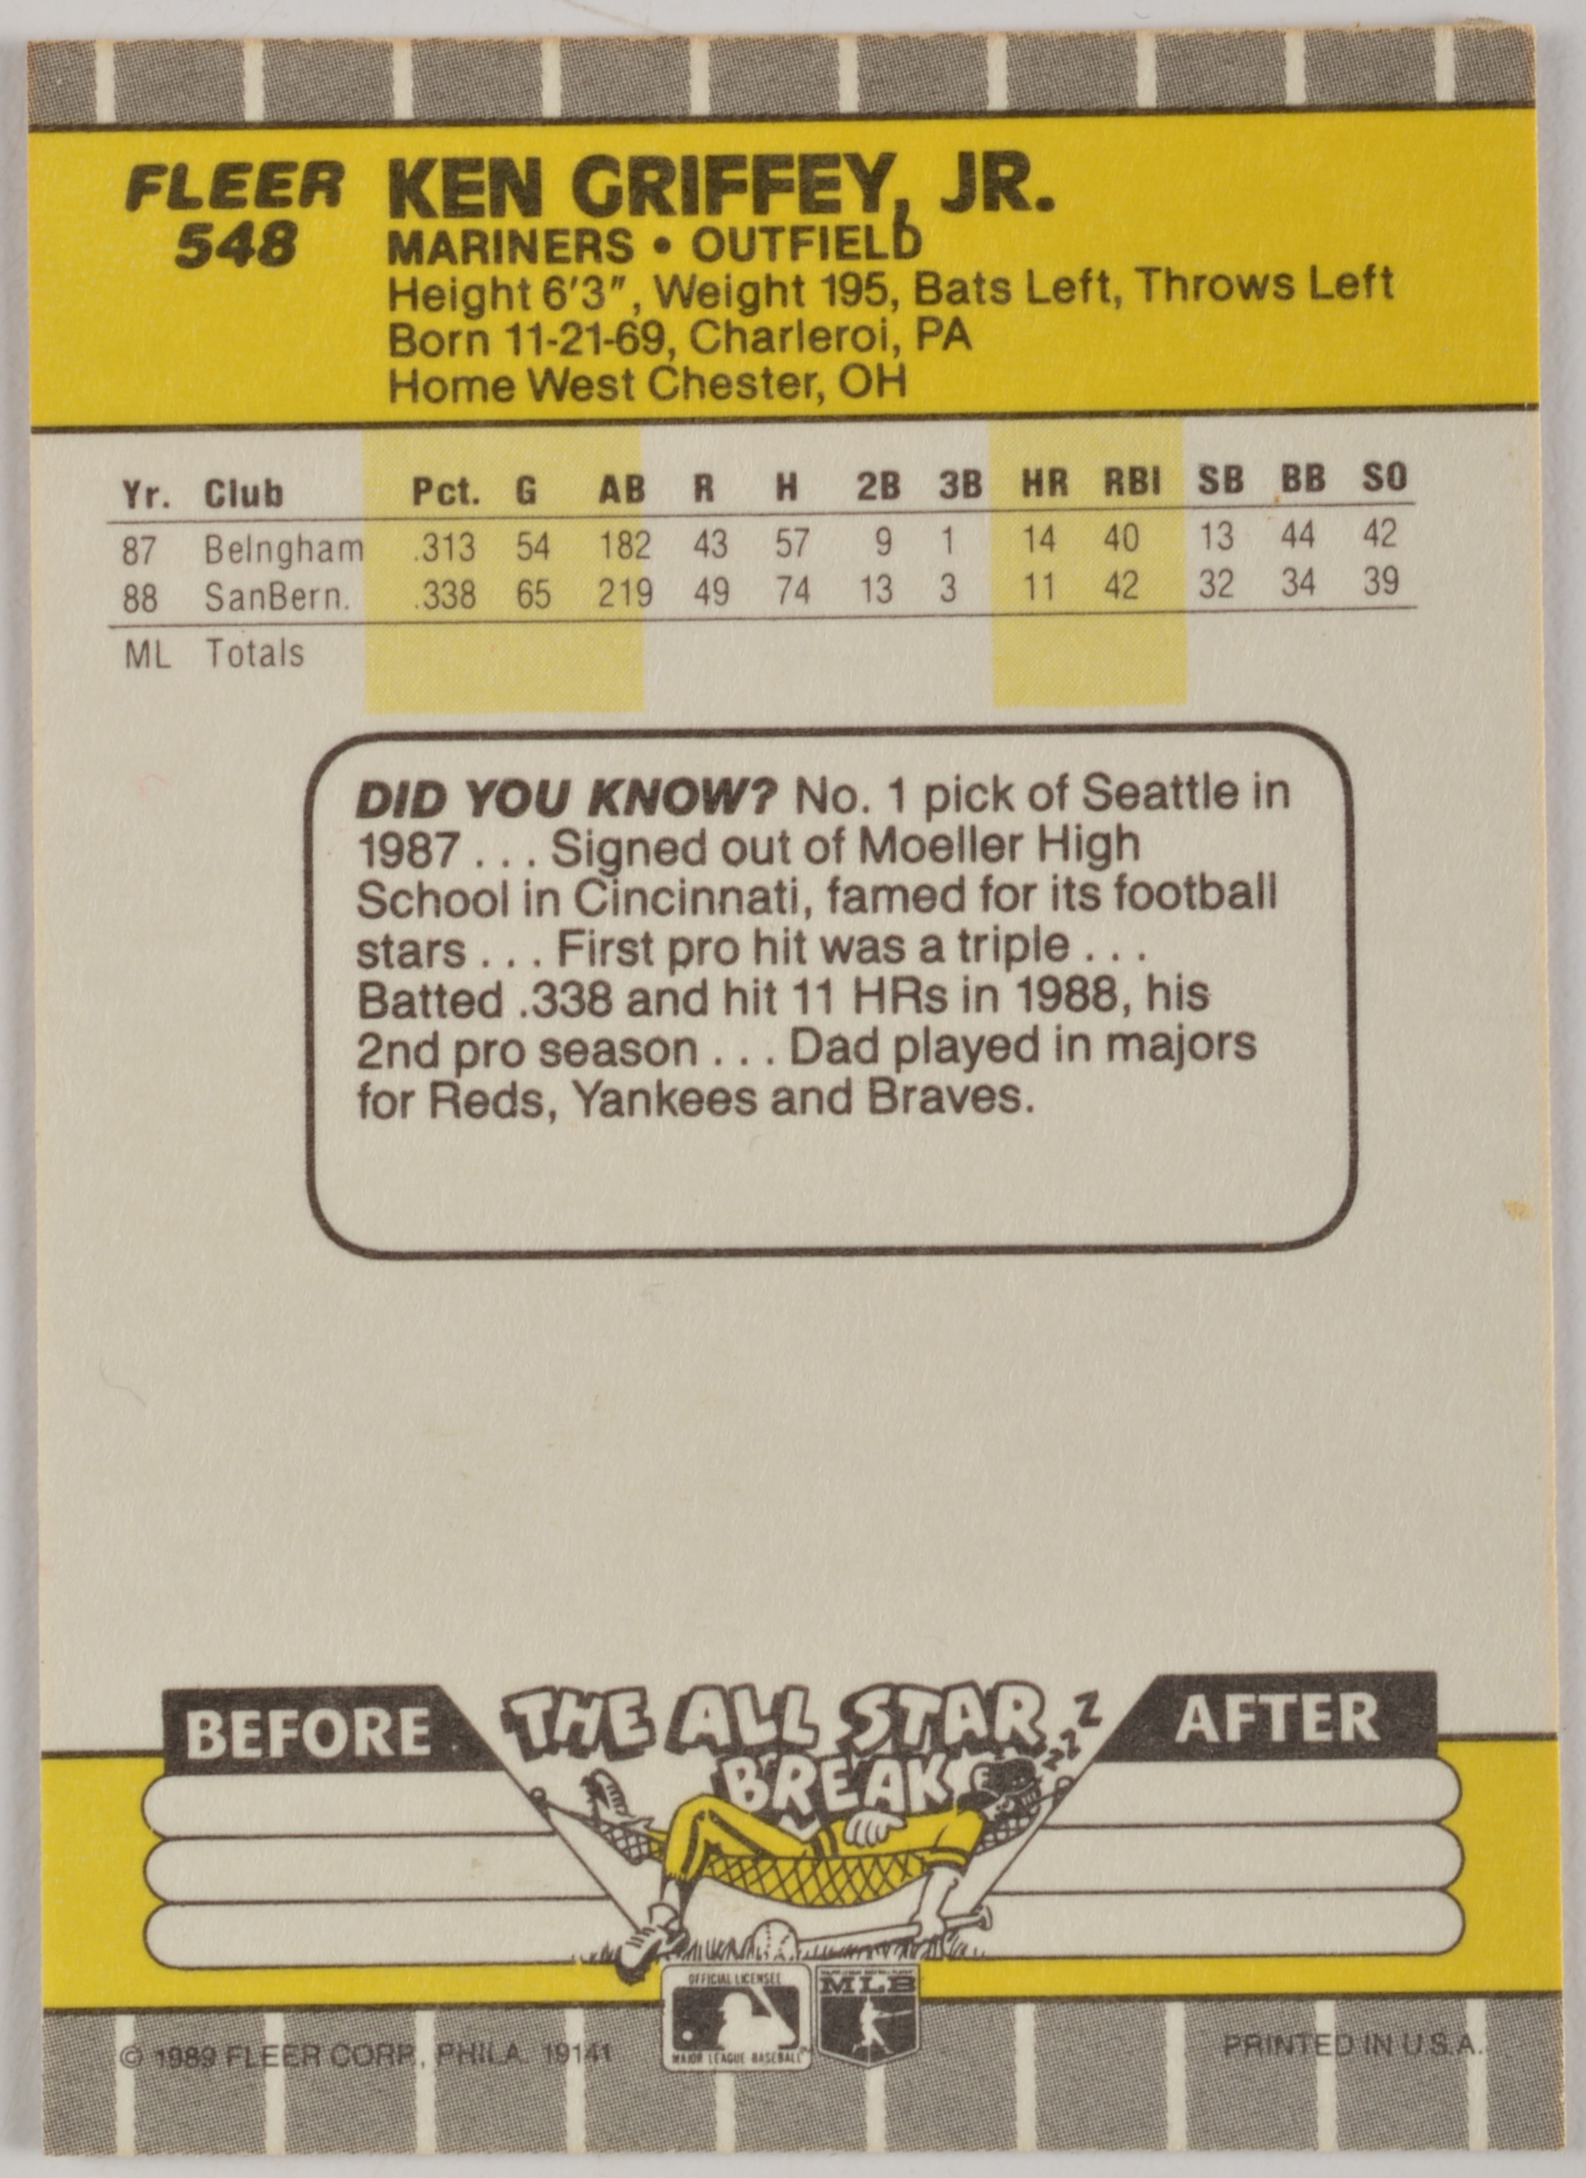 FLEER KEN GRIFFEY, JR.
548 MARINERS • OUTFIELD
Height 6'3", Weight 195, Bats Left, Throws Left
Born 11-21-69, Charleroi, PA
Home West Chester, OH
Yr. Club Pct. G AB R H 2B 3B HR RBI SB BB SO
87 Belngham .313 54 182 43 57 9 1 14 40 13 44 42
88 SanBern. .338 65 219 49 74 13 3 11 42 32 34 39
ML Totals
DID YOU KNOW? No. 1 pick of Seattle in
1987 . . . Signed out of Moeller High
School in Cincinnati, famed for its football
stars . . . First pro hit was a triple . . .
Batted .338 and hit 11 HRs in 1988, his
2nd pro season . . . Dad played in majors
for Reds, Yankees and Braves.
BEFORE THE ALL STAR BREAK AFTER
F
Z Z Z Z
OFFICIAL LICENSEE
MAJOR LEAGUE BASEBALL
MLB
© 1989 FLEER CORP., PHILA. 19141 PRINTED IN U.S.A.